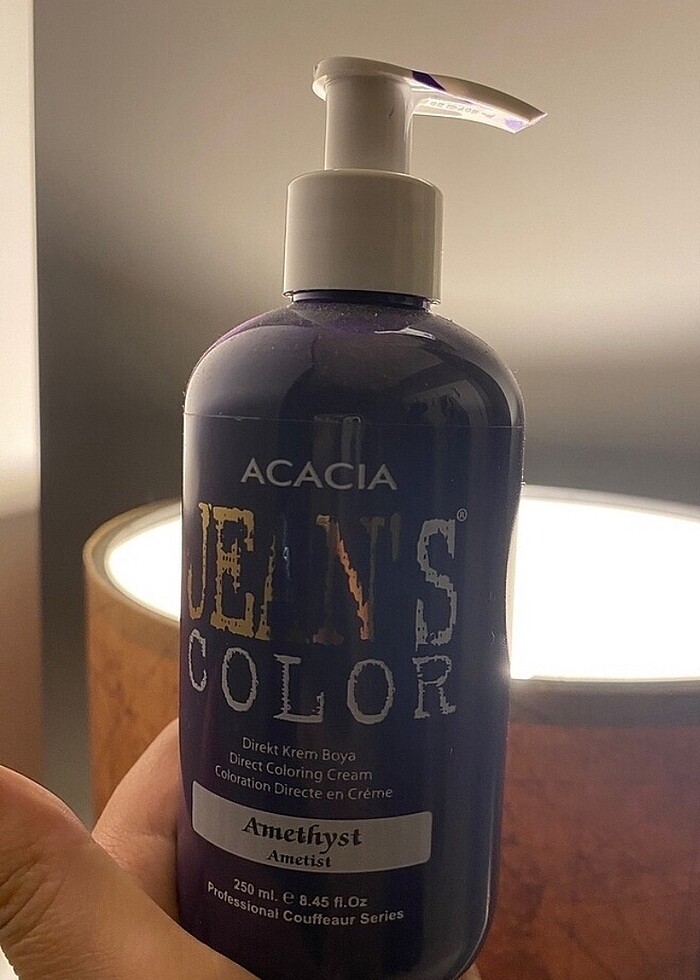 ACACIA
JEAN'S®
COLOR
Direkt Krem Boya
Direct Coloring Cream
Coloration Directe en Créme
Amethyst
Ametist
250 ml. ℮ 8.45 fl.Oz
Professional Couffeaur Series